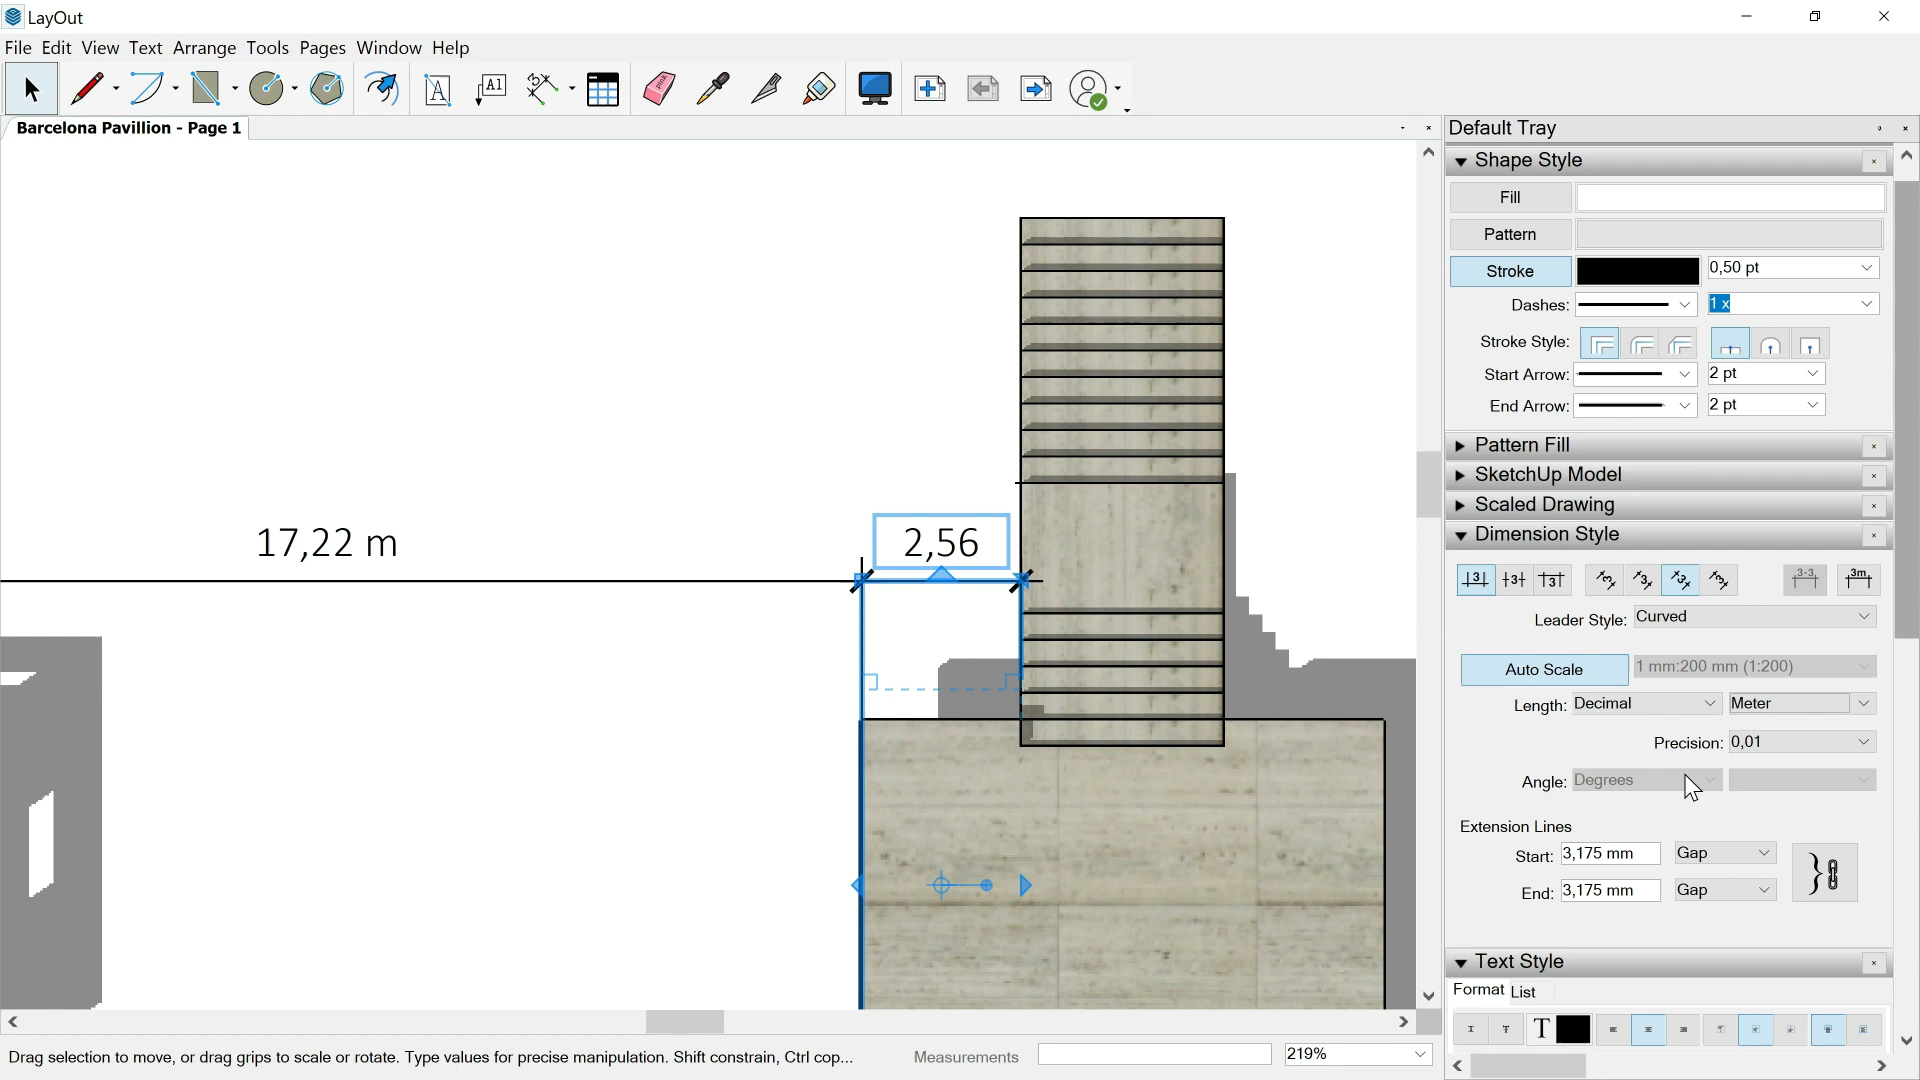 LayOut
File Edit View Text Arrange Tools Pages Window Help
A A1
Barcelona Pavillion - Page 1
Default Tray
Shape Style
Fill
Pattern
Stroke 0,50 pt
Dashes: 1 x
Stroke Style:
Start Arrow: 2 pt
End Arrow: 2 pt
Pattern Fill
SketchUp Model
Scaled Drawing
17,22 m
2,56
Dimension Style
Leader Style: Curved
Auto Scale 1 mm:200 mm (1:200)
Length: Decimal Meter
Precision: 0,01
Angle: Degrees
Extension Lines
Start: 3,175 mm Gap
End: 3,175 mm Gap
Text Style
Format List
Drag selection to move, or drag grips to scale or rotate. Type values for precise manipulation. Shift constrain, Ctrl cop...
Measurements
219%